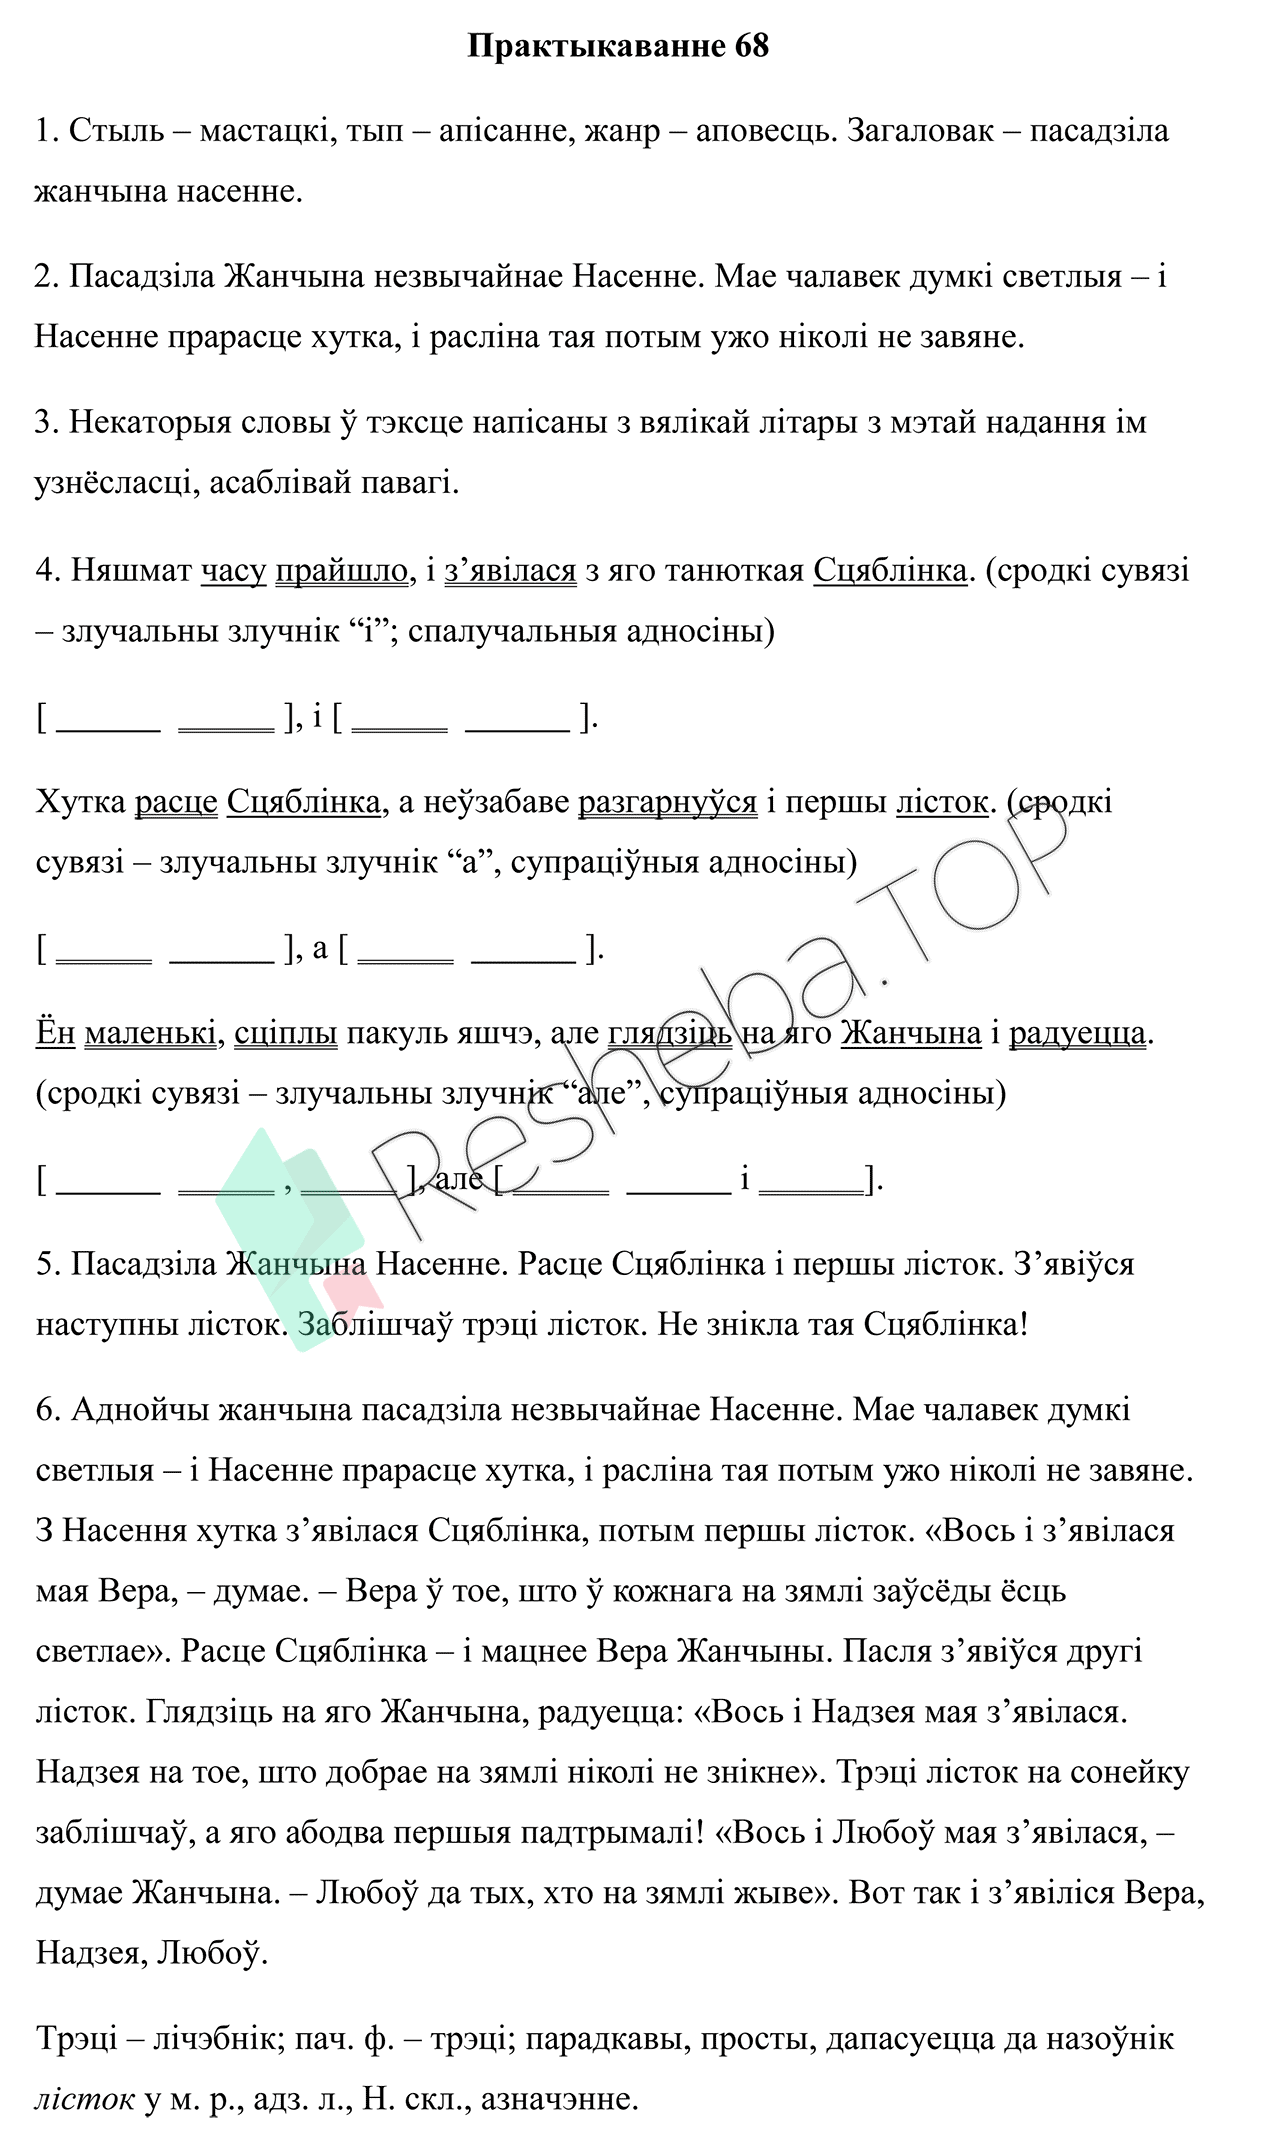 Практыкаванне 68
1. Стыль – мастацкі, тып – апісанне, жанр – аповесць. Загаловак – пасадзіла
жанчына насенне.
2. Пасадзіла Жанчына незвычайнае Насенне. Мае чалавек думкі светлыя – і
Насенне прарасце хутка, і расліна тая потым ужо ніколі не завяне.
3. Некаторыя словы ў тэксце напісаны з вялікай літары з мэтай надання ім
узнёсласці, асаблівай павагі.
4. Няшмат часу прайшло, і з’явілася з яго танюткая Сцяблінка. (сродкі сувязі
– злучальны злучнік “і”; спалучальныя адносіны)
[ ______ ______ ], і [ ______ ______ ].
Хутка расце Сцяблінка, а неўзабаве разгарнуўся і першы лісток. (сродкі
сувязі – злучальны злучнік “а”, супраціўныя адносіны)
[ ______ ______ ], а [ ______ ______ ].
Ён маленькі, сціплы пакуль яшчэ, але глядзіць на яго Жанчына і радуецца.
(сродкі сувязі – злучальны злучнік “але”, супраціўныя адносіны)
[ ______ ______ , ______ ], але [ ______ ______ і ______].
5. Пасадзіла Жанчына Насенне. Расце Сцяблінка і першы лісток. З’явіўся
наступны лісток. Заблішчаў трэці лісток. Не знікла тая Сцяблінка!
6. Аднойчы жанчына пасадзіла незвычайнае Насенне. Мае чалавек думкі
светлыя – і Насенне прарасце хутка, і расліна тая потым ужо ніколі не завяне.
З Насення хутка з’явілася Сцяблінка, потым першы лісток. «Вось і з’явілася
мая Вера, – думае. – Вера ў тое, што ў кожнага на зямлі заўсёды ёсць
светлае». Расце Сцяблінка – і мацнее Вера Жанчыны. Пасля з’явіўся другі
лісток. Глядзіць на яго Жанчына, радуецца: «Вось і Надзея мая з’явілася.
Надзея на тое, што добрае на зямлі ніколі не знікне». Трэці лісток на сонейку
заблішчаў, а яго абодва першыя падтрымалі! «Вось і Любоў мая з’явілася, –
думае Жанчына. – Любоў да тых, хто на зямлі жыве». Вот так і з’явіліся Вера,
Надзея, Любоў.
Трэці – лічэбнік; пач. ф. – трэці; парадкавы, просты, дапасуецца да назоўнік
лісток у м. р., адз. л., Н. скл., азначэнне.
Resheba.TOP